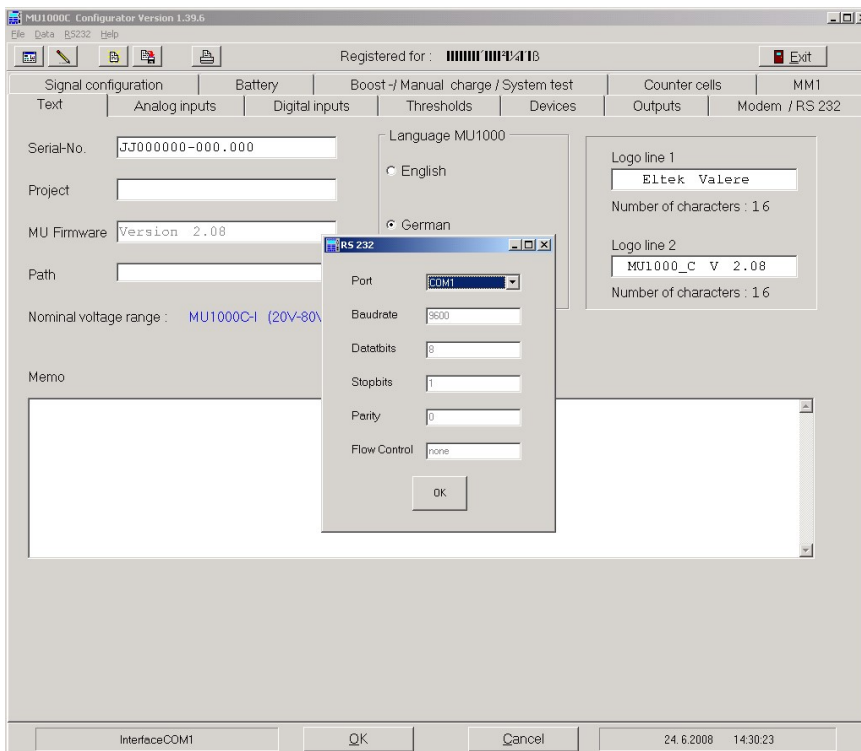 MU1000C Configurator Version 1.39.6
File Data RS232 Help
Registered for :
Exit
Signal configuration Battery Boost-/ Manual charge / System test Counter cells MM1
Text Analog inputs Digital inputs Thresholds Devices Outputs Modem / RS 232
Serial-No. JJ000000-000.000
Project
MU Firmware Version 2.08
Path
Nominal voltage range : MU1000C-I (20V-80V
Language MU1000
English
German
Logo line 1
Eltek Valere
Number of characters : 16
Logo line 2
MU1000_C V 2.08
Number of characters : 16
RS 232
Port COM1
Baudrate 9600
Datatbits 8
Stopbits 1
Parity 0
Flow Control none
OK
Memo
InterfaceCOM1 OK Cancel 24.6.2008 14:30:23